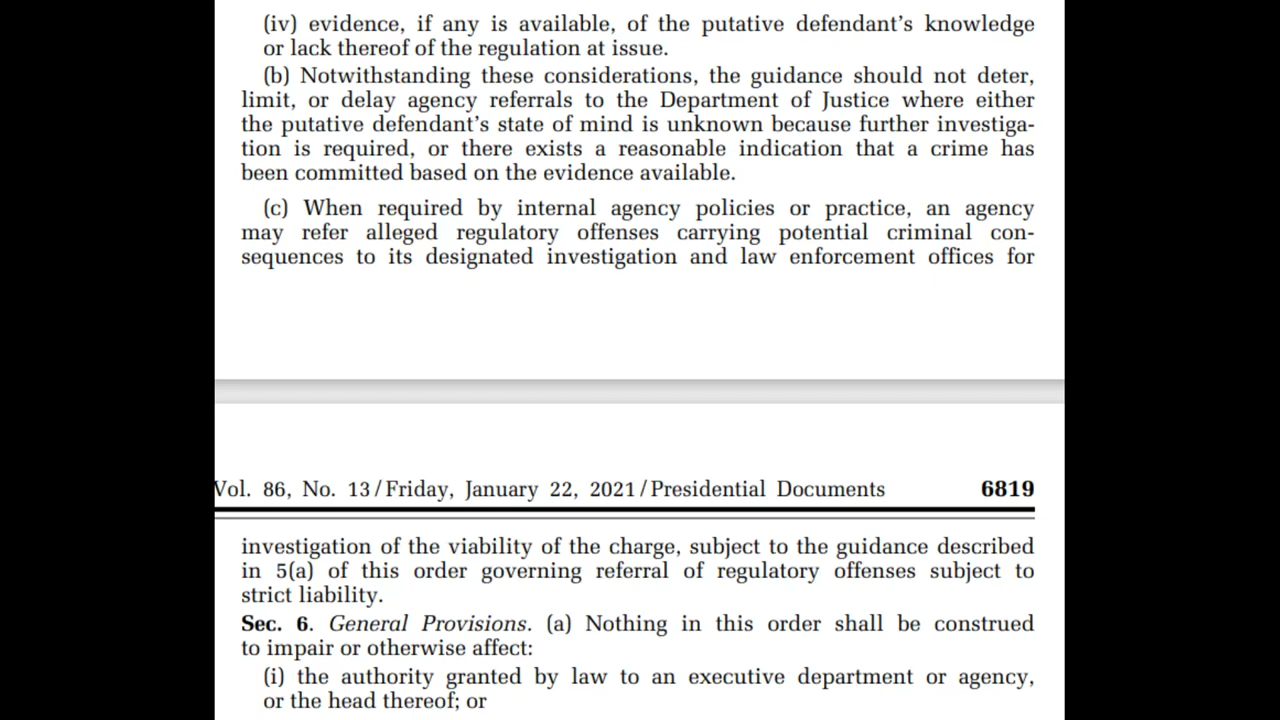 (iv) evidence, if any is available, of the putative defendant’s knowledge
or lack thereof of the regulation at issue.
(b) Notwithstanding these considerations, the guidance should not deter,
limit, or delay agency referrals to the Department of Justice where either
the putative defendant’s state of mind is unknown because further investiga-
tion is required, or there exists a reasonable indication that a crime has
been committed based on the evidence available.
(c) When required by internal agency policies or practice, an agency
may refer alleged regulatory offenses carrying potential criminal con-
sequences to its designated investigation and law enforcement offices for
Vol. 86, No. 13 / Friday, January 22, 2021 / Presidential Documents 6819
investigation of the viability of the charge, subject to the guidance described
in 5(a) of this order governing referral of regulatory offenses subject to
strict liability.
Sec. 6. General Provisions. (a) Nothing in this order shall be construed
to impair or otherwise affect:
(i) the authority granted by law to an executive department or agency,
or the head thereof; or